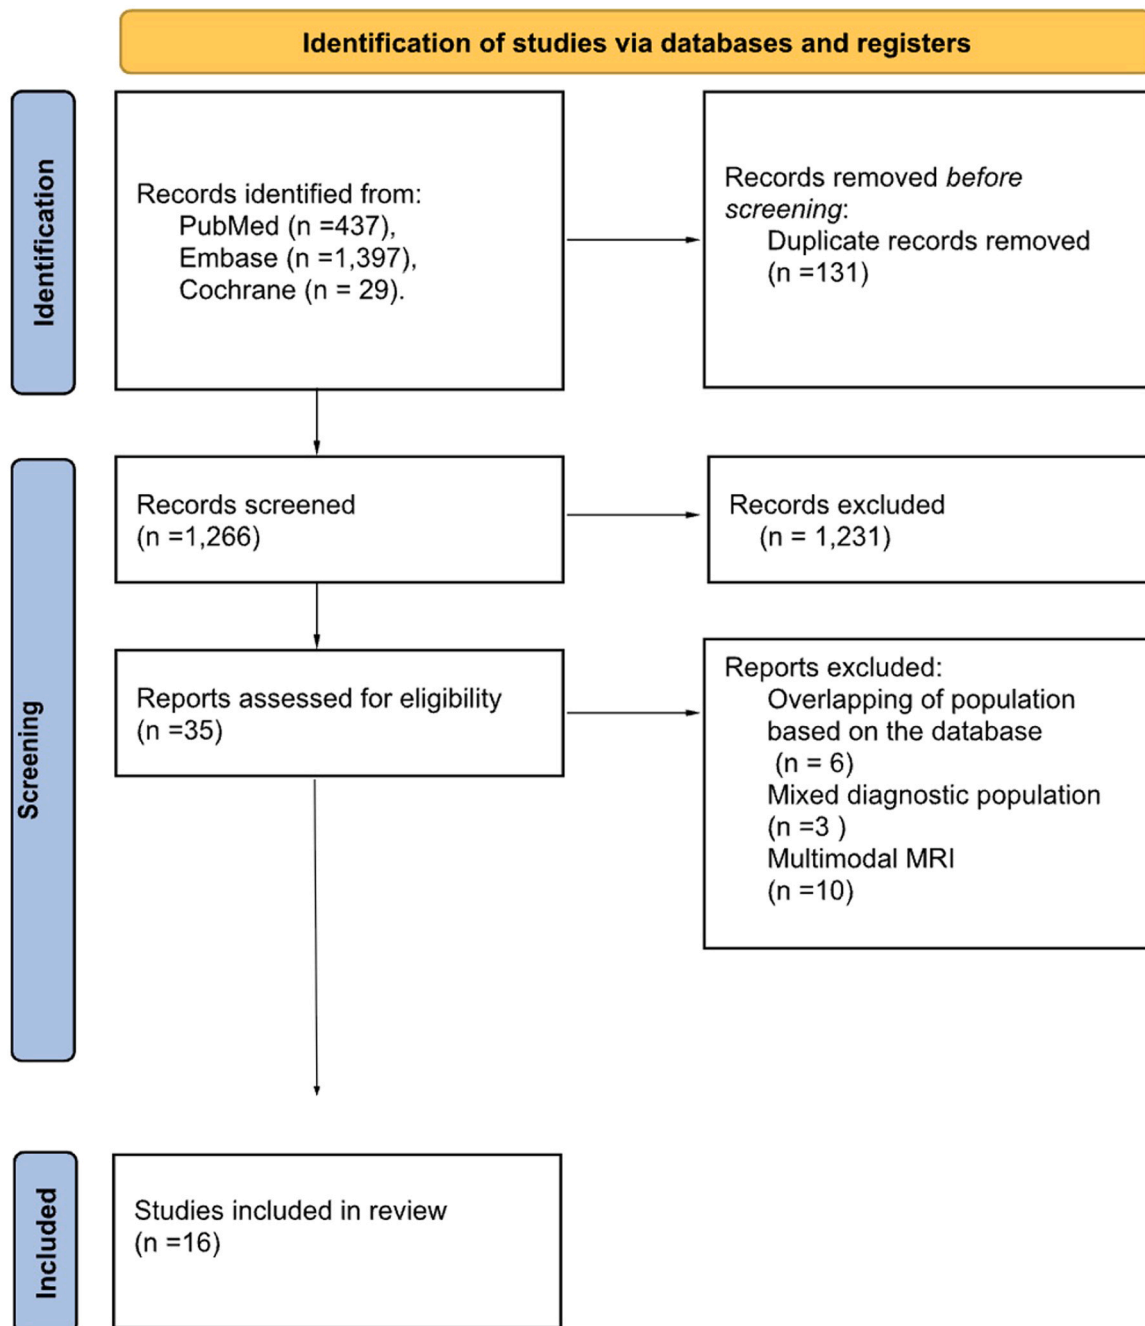 Identification of studies via databases and registers
Identification
Records identified from:
PubMed (n =437),
Embase (n =1,397),
Cochrane (n = 29).
Records removed before
screening:
Duplicate records removed
(n =131)
Screening
Records screened
(n =1,266)
Records excluded
(n = 1,231)
Reports assessed for eligibility
(n =35)
Reports excluded:
Overlapping of population
based on the database
(n = 6)
Mixed diagnostic population
(n =3 )
Multimodal MRI
(n =10)
Included
Studies included in review
(n =16)